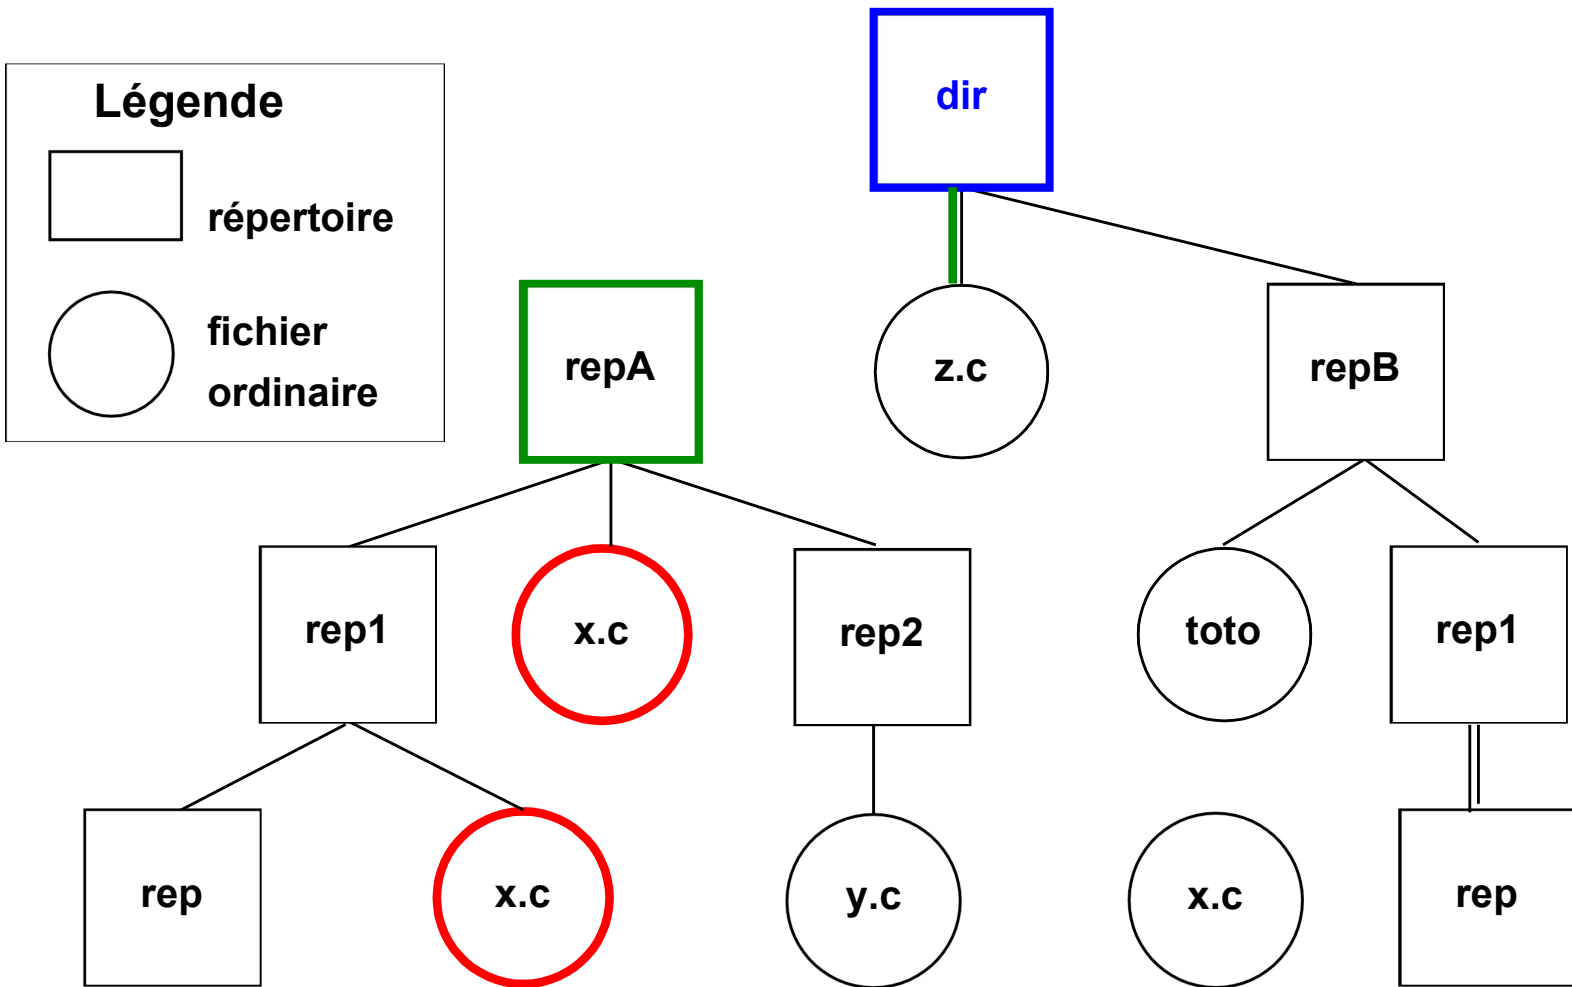 Légende
répertoire
fichier
ordinaire
dir
repA
z.c
repB
rep1
x.c
rep2
toto
rep1
rep
x.c
y.c
x.c
rep